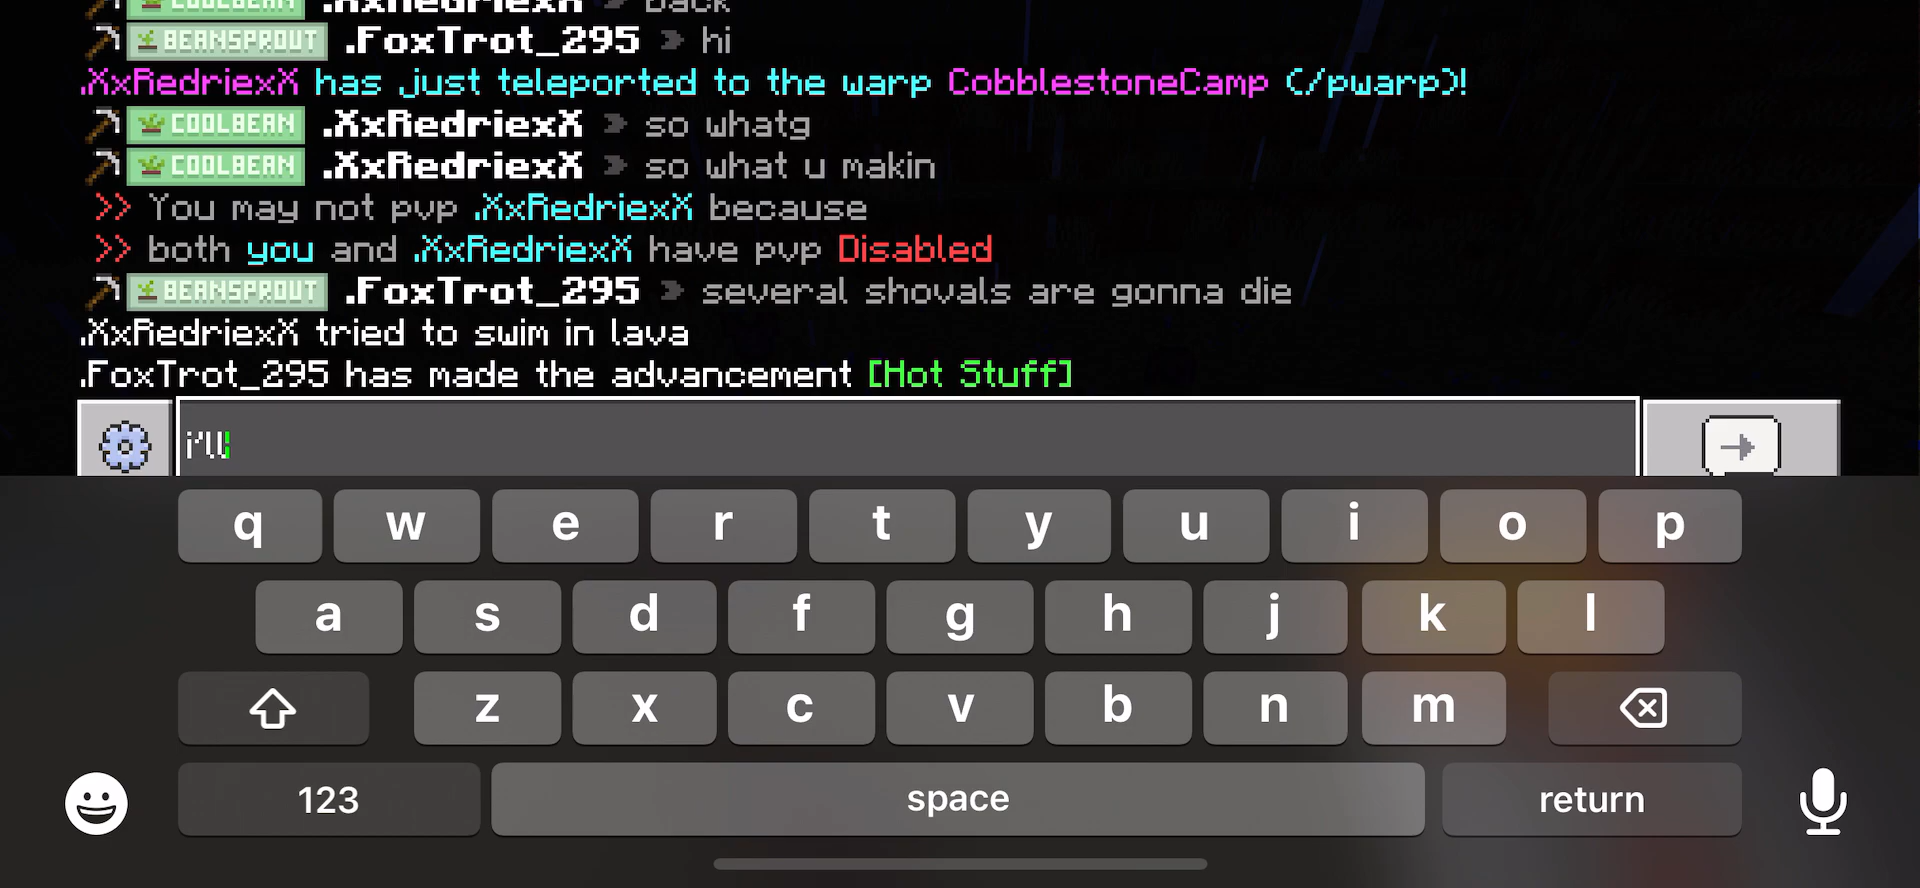 COOLBEAN .XxRedriexX back
BEANSPROUT .FoxTrot_295 hi
.XxRedriexX has just teleported to the warp CobblestoneCamp (/pwarp)!
COOLBEAN .XxRedriexX so whatg
COOLBEAN .XxRedriexX so what u makin
>> You may not pvp .XxRedriexX because
>> both you and .XxRedriexX have pvp Disabled
BEANSPROUT .FoxTrot_295 several shovals are gonna die
.XxRedriexX tried to swim in lava
.FoxTrot_295 has made the advancement [Hot Stuff]
i'll
q w e r t y u i o p
a s d f g h j k l
z x c v b n m
123 space return